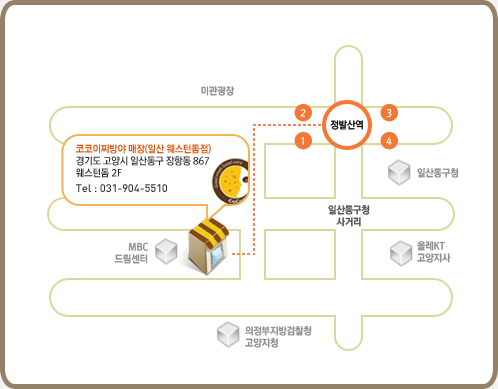 미관광장
2
3
정발산역
1
4
코코이찌방야 매장(일산 웨스턴돔점)
경기도 고양시 일산동구 장항동 867
웨스턴돔 2F
Tel : 031-904-5510
일산동구청
일산동구청
사거리
MBC
드림센터
올레KT
고양지사
의정부지방검찰청
고양지청